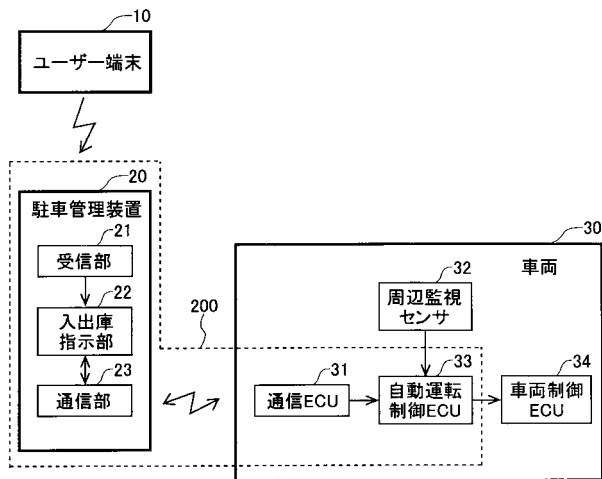 10
ユーザー端末
20
駐車管理装置
21
受信部
22
入出庫
指示部
23
通信部
200
30
車両
32
周辺監視
センサ
31
通信ECU
33
自動運転
制御ECU
34
車両制御
ECU